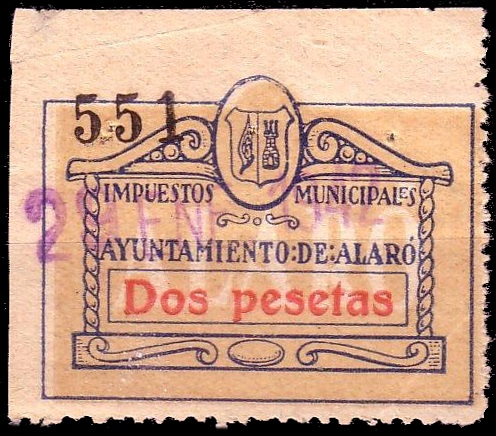 551
IMPUESTOS MUNICIPALES
AYUNTAMIENTO:DE:ALARÓ
Dos pesetas